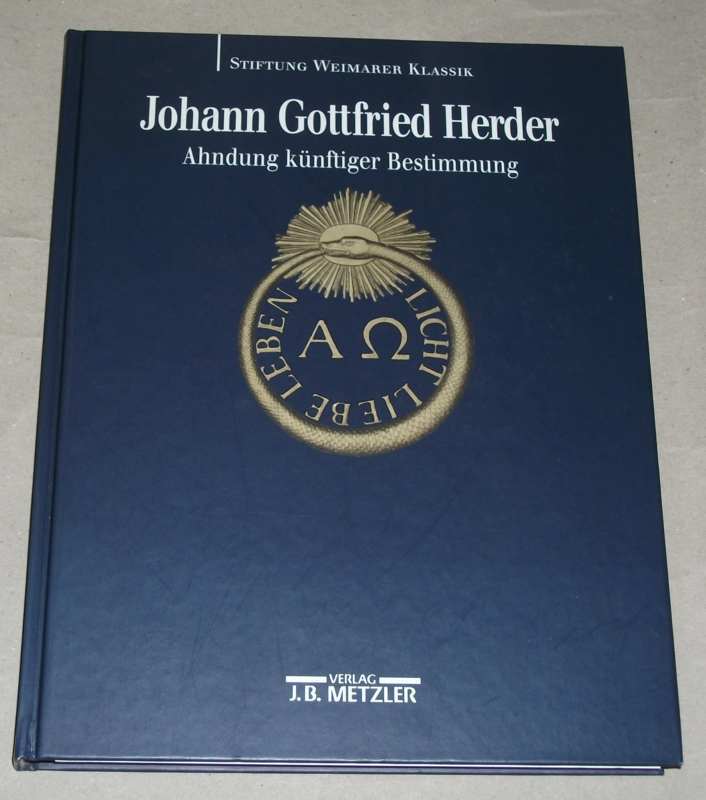 STIFTUNG WEIMARER KLASSIK
Johann Gottfried Herder
Ahndung künftiger Bestimmung
LICHT LIEBE LEBEN
Α Ω
VERLAG
J.B. METZLER